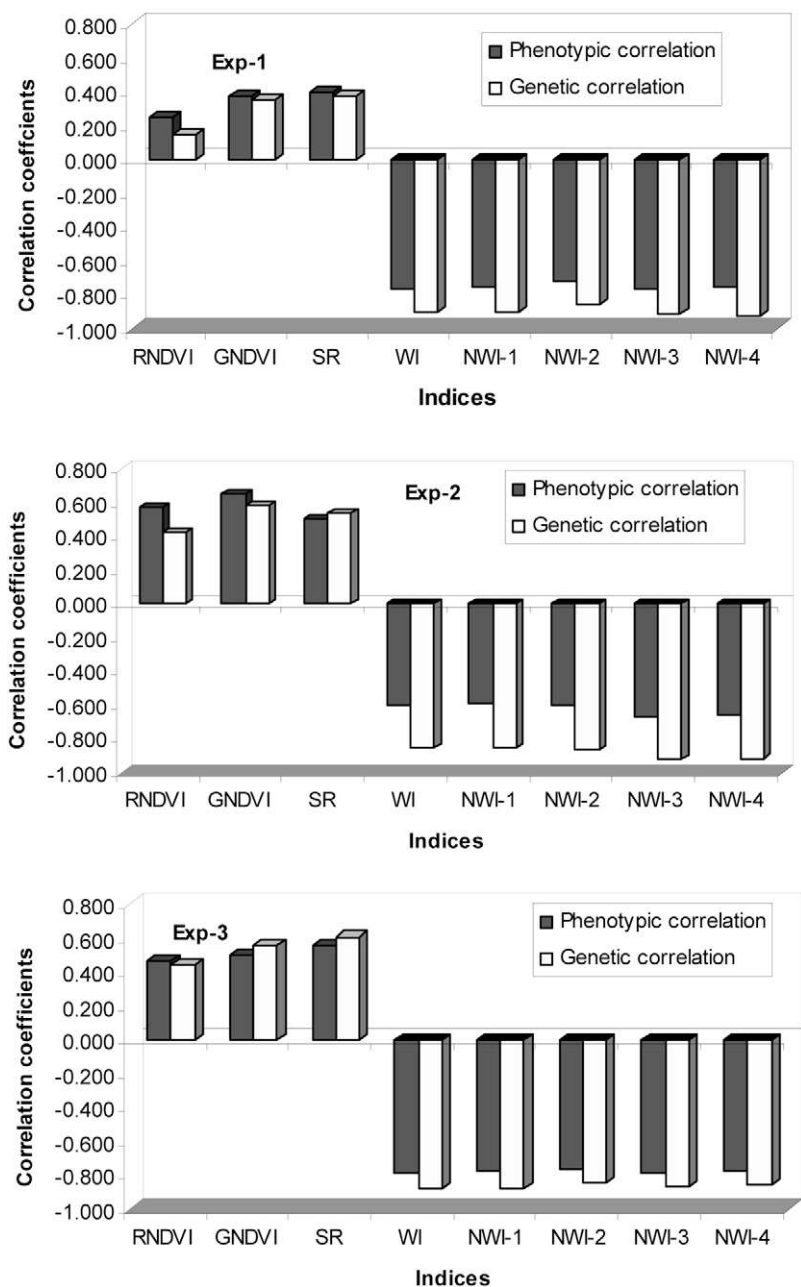 Exp-1
Phenotypic correlation
Genetic correlation
Correlation coeffcients
0.800
0.600
0.400
0.200
0.000
-0.200
-0.400
-0.600
-0.800
-1.000
RNDVI GNDVI SR WI NWI-1 NWI-2 NWI-3 NWI-4
Indices
Exp-2
Phenotypic correlation
Genetic correlation
Correlation coefficients
0.800
0.600
0.400
0.200
0.000
-0.200
-0.400
-0.600
-0.800
-1.000
RNDVI GNDVI SR WI NWI-1 NWI-2 NWI-3 NWI-4
Indices
Exp-3
Phenotypic correlation
Genetic correlation
Correlation coefficients
0.800
0.600
0.400
0.200
0.000
-0.200
-0.400
-0.600
-0.800
-1.000
RNDVI GNDVI SR WI NWI-1 NWI-2 NWI-3 NWI-4
Indices